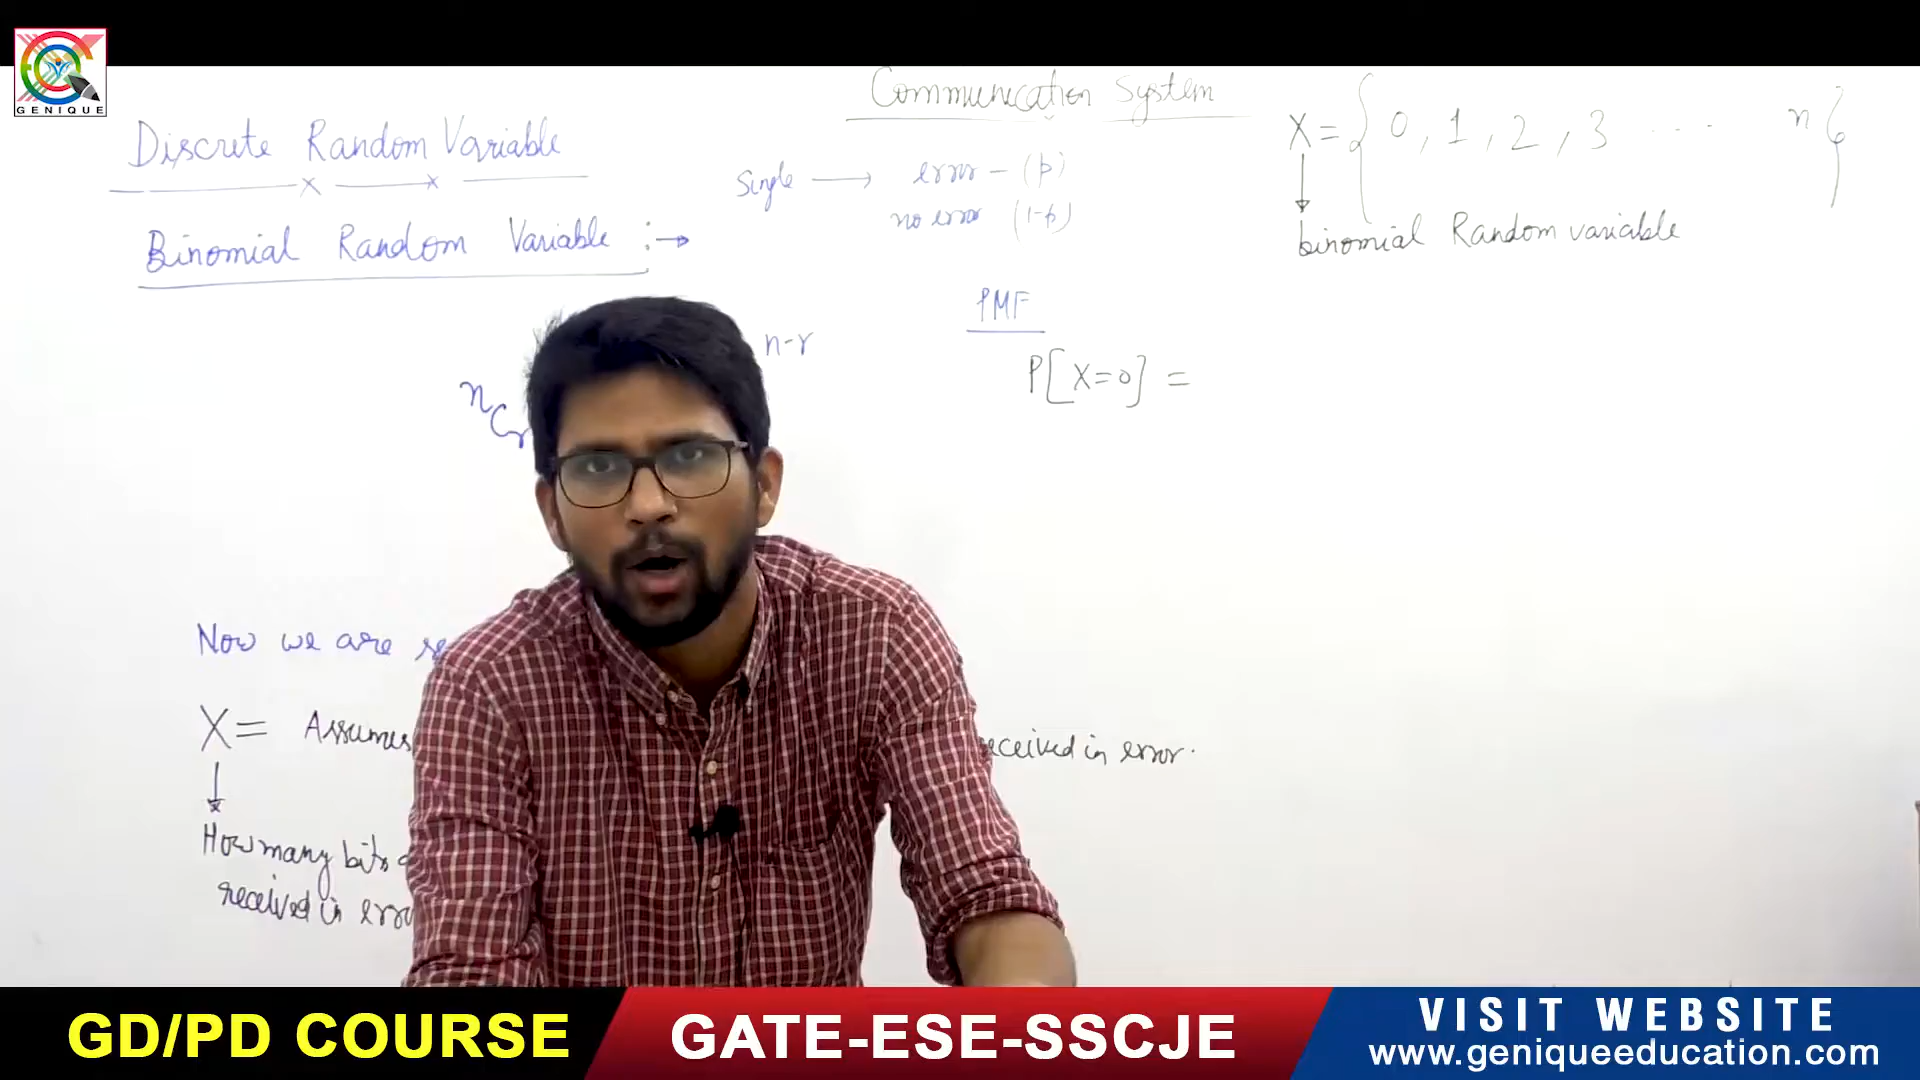 GENIQUE
Communication System
Discrete Random Variable
Single → error – (p)
no error (1-p)
X = { 0, 1, 2, 3 ... n }
Binomial Random Variable :→
binomial Random variable
PMF
n-r
P[X=0] =
nCr
Now we are
X = Assumes
received in error.
How many bits
received in
GD/PD COURSE
GATE-ESE-SSCJE
VISIT WEBSITE
www.geniqueeducation.com